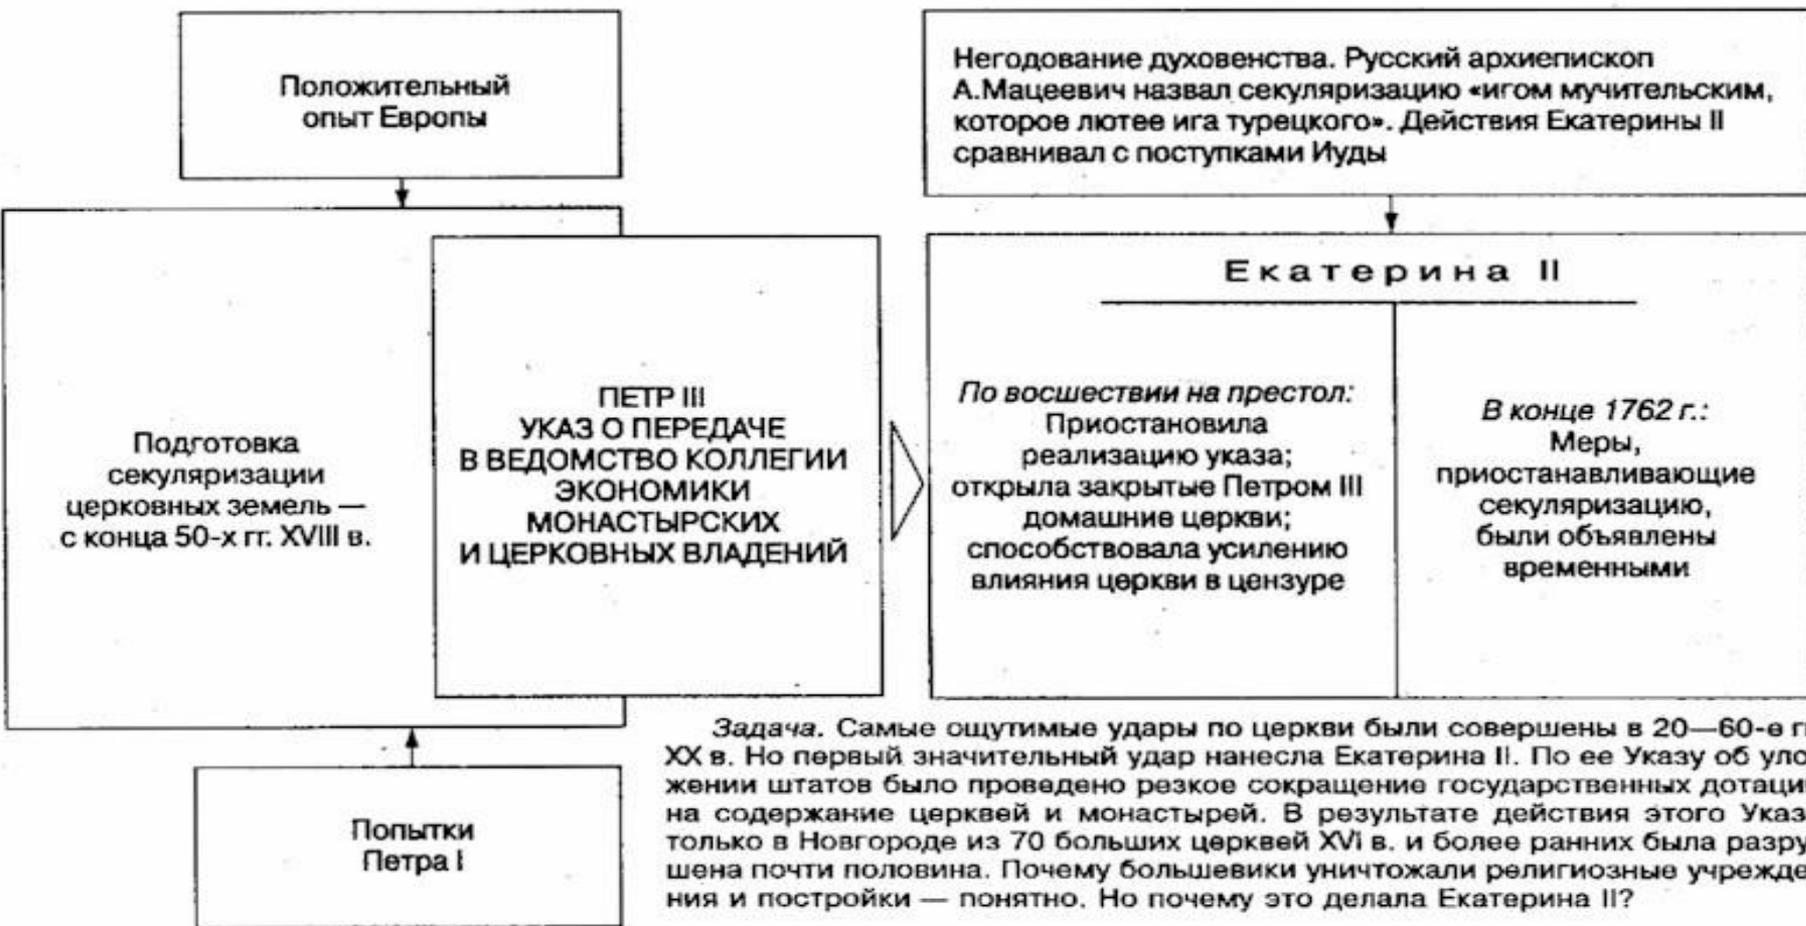 Положительный
опыт Европы
Негодование духовенства. Русский архиепископ
А.Мацеевич назвал секуляризацию «игом мучительским,
которое лютее ига турецкого». Действия Екатерины II
сравнивал с поступками Иуды
Подготовка
секуляризации
церковных земель —
с конца 50-х гг. XVIII в.
ПЕТР III
УКАЗ О ПЕРЕДАЧЕ
В ВЕДОМСТВО КОЛЛЕГИИ
ЭКОНОМИКИ
МОНАСТЫРСКИХ
И ЦЕРКОВНЫХ ВЛАДЕНИЙ
Екатерина II
По восшествии на престол:
Приостановила
реализацию указа;
открыла закрытые Петром III
домашние церкви;
способствовала усилению
влияния церкви в цензуре
В конце 1762 г.:
Меры,
приостанавливающие
секуляризацию,
были объявлены
временными
Попытки
Петра I
Задача. Самые ощутимые удары по церкви были совершены в 20—60-е г
XX в. Но первый значительный удар нанесла Екатерина II. По ее Указу об уло
жении штатов было проведено резкое сокращение государственных дотаци
на содержание церквей и монастырей. В результате действия этого Указ
только в Новгороде из 70 больших церквей XVI в. и более ранних была разру
шена почти половина. Почему большевики уничтожали религиозные учрежде
ния и постройки — понятно. Но почему это делала Екатерина II?